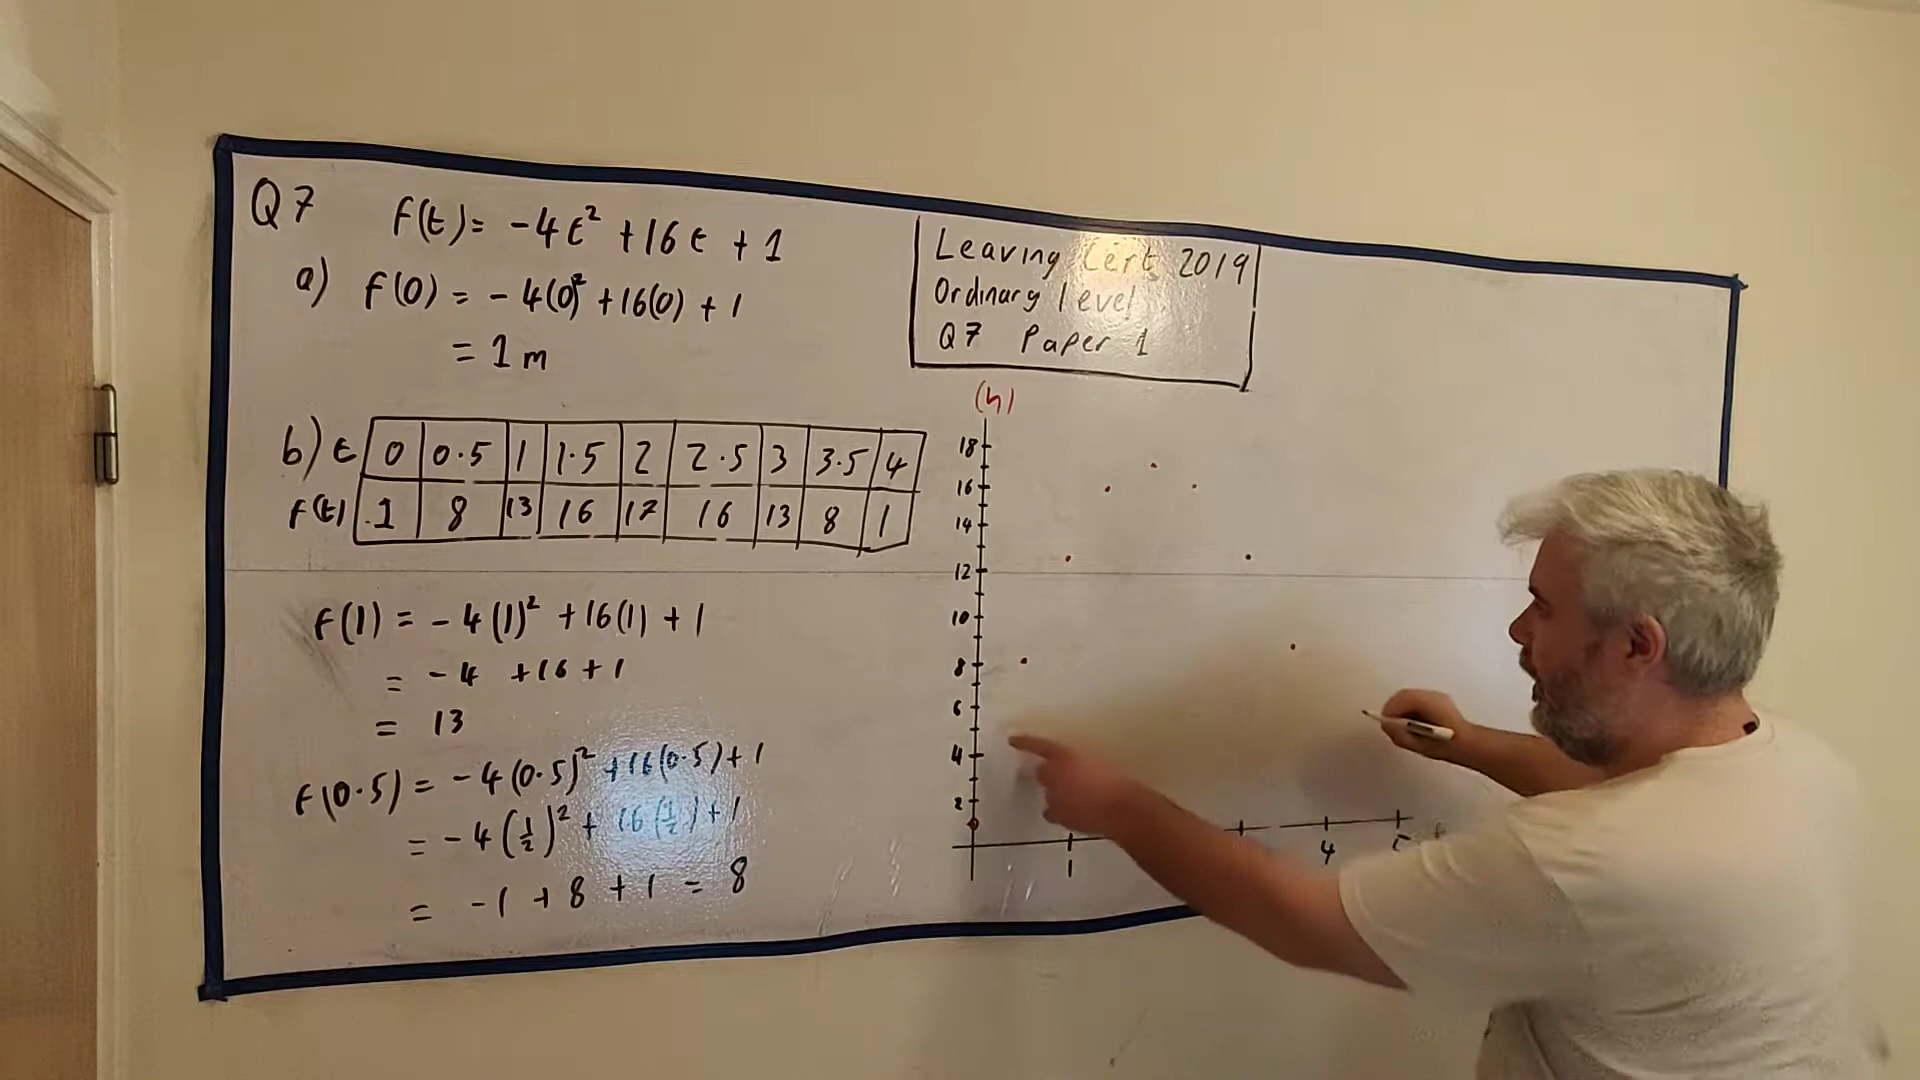 Q7 f(t) = -4t² + 16t + 1
a) f(0) = -4(0)² + 16(0) + 1
= 1m
b) t 0 0.5 1 1.5 2 2.5 3 3.5 4
f(t) 1 8 13 16 17 16 13 8 1
f(1) = -4(1)² + 16(1) + 1
= -4 + 16 + 1
= 13
f(0.5) = -4(0.5)² + 16(0.5) + 1
= -4(1/2)² + 16(1/2) + 1
= -1 + 8 + 1 = 8
Leaving Cert 2019
Ordinary level
Q7 Paper 1
(h)
18
16
14
12
10
8
6
4
2
1 4